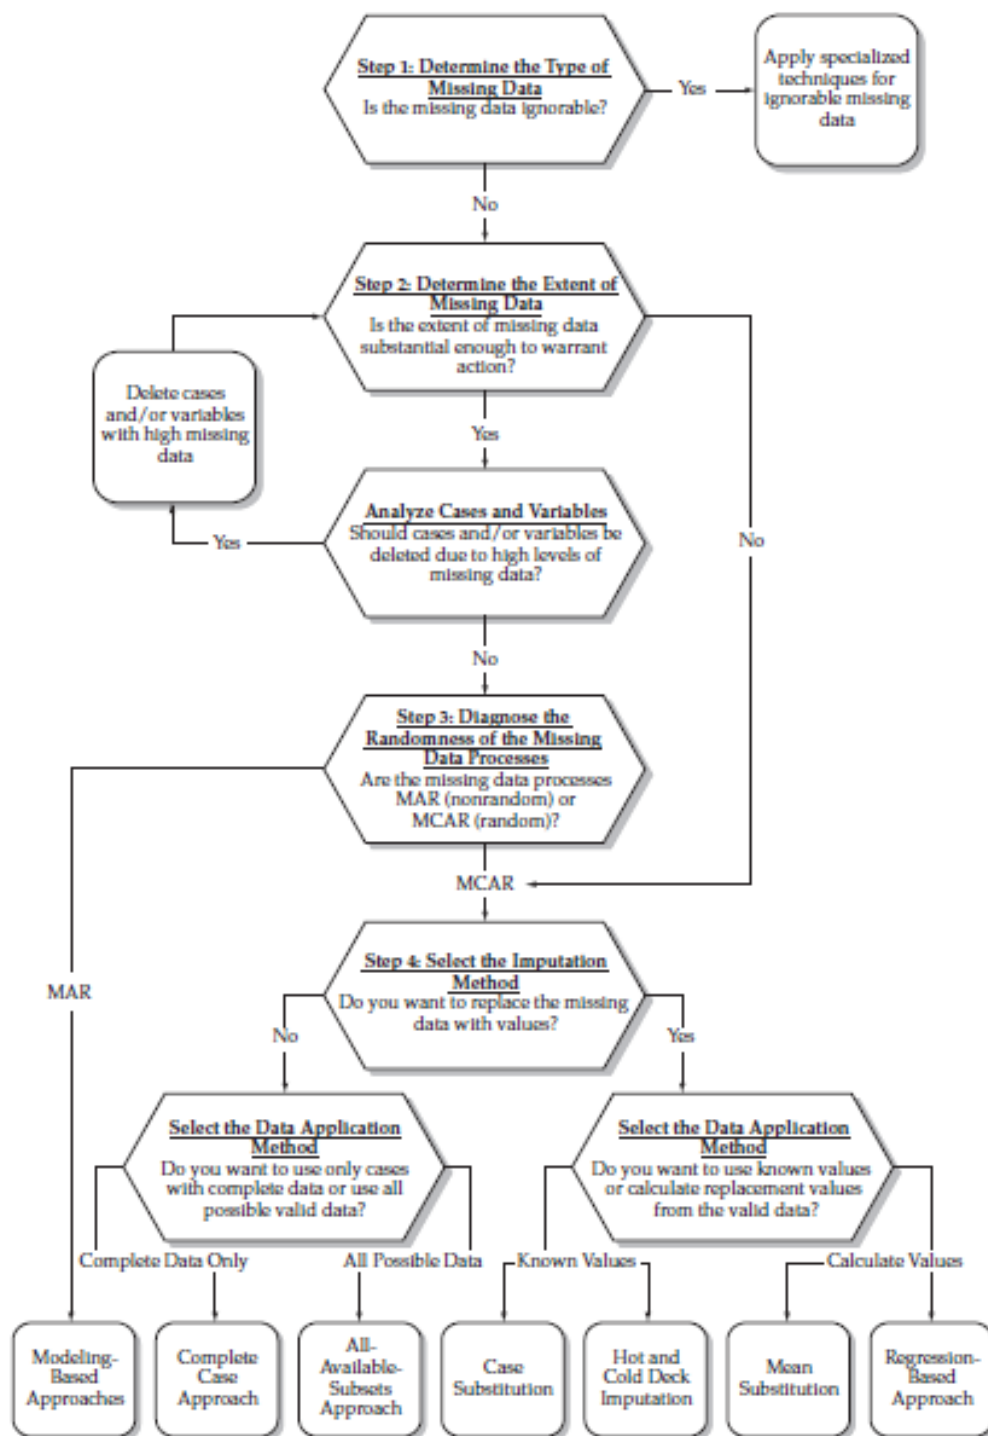 Step 1: Determine the Type of
Missing Data
Is the missing data ignorable?
Yes
Apply specialized
techniques for
ignorable missing
data
No
Step 2: Determine the Extent of
Missing Data
Is the extent of missing data
substantial enough to warrant
action?
Delete cases
and/or variables
with high missing
data
Yes
Analyze Cases and Variables
Should cases and/or variables be
deleted due to high levels of
missing data?
Yes
No
No
Step 3: Diagnose the
Randomness of the Missing
Data Processes
Are the missing data processes
MAR (nonrandom) or
MCAR (random)?
MCAR
MAR
Step 4: Select the Imputation
Method
Do you want to replace the missing
data with values?
No
Yes
Select the Data Application
Method
Do you want to use only cases
with complete data or use all
possible valid data?
Select the Data Application
Method
Do you want to use known values
or calculate replacement values
from the valid data?
Complete Data Only
All Possible Data
Known Values
Calculate Values
Modeling-
Based
Approaches
Complete
Case
Approach
All-
Available-
Subsets
Approach
Case
Substitution
Hot and
Cold Deck
Imputation
Mean
Substitution
Regression-
Based
Approach